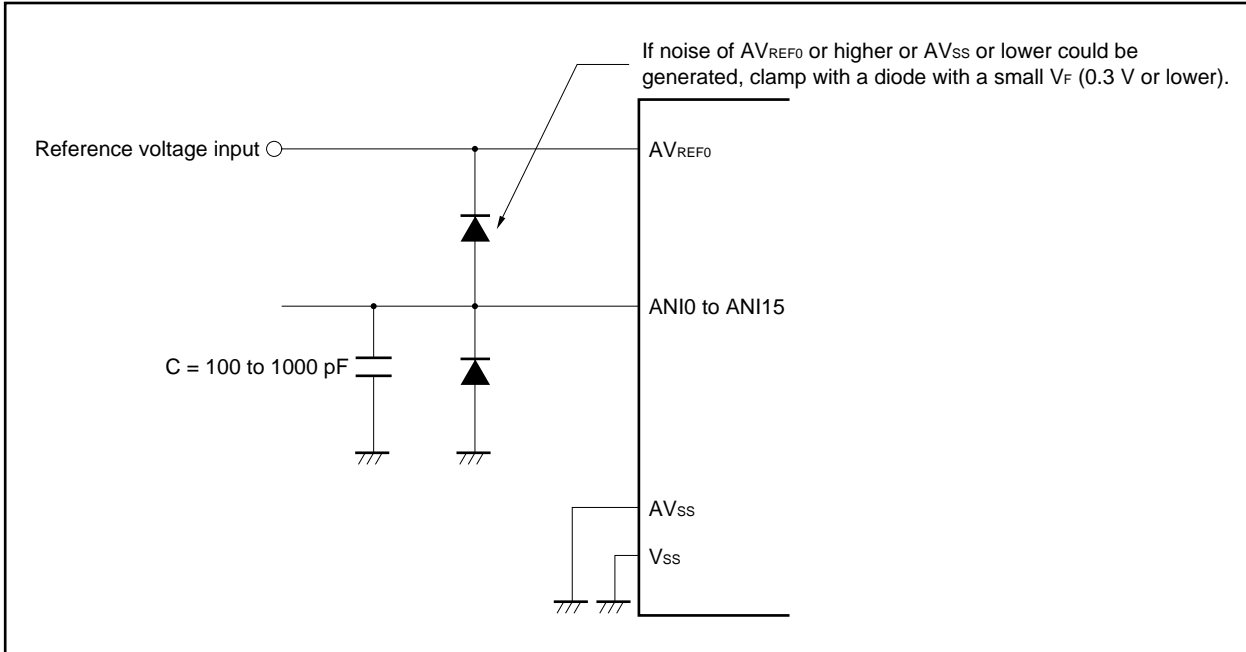 If noise of AVREF0 or higher or AVSS or lower could be
generated, clamp with a diode with a small VF (0.3 V or lower).
Reference voltage input
AVREF0
ANI0 to ANI15
C = 100 to 1000 pF
AVSS
VSS